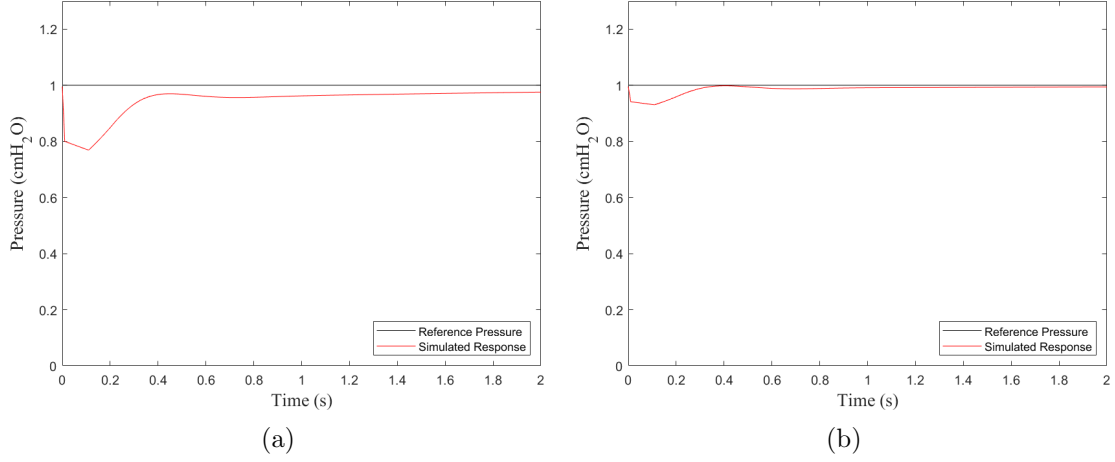 1.2
1
0.8
0.6
0.4
0.2
0
Pressure (cmH₂O)
0 0.2 0.4 0.6 0.8 1 1.2 1.4 1.6 1.8 2
Time (s)
Reference Pressure
Simulated Response
(a)
1.2
1
0.8
0.6
0.4
0.2
0
Pressure (cmH₂O)
0 0.2 0.4 0.6 0.8 1 1.2 1.4 1.6 1.8 2
Time (s)
Reference Pressure
Simulated Response
(b)